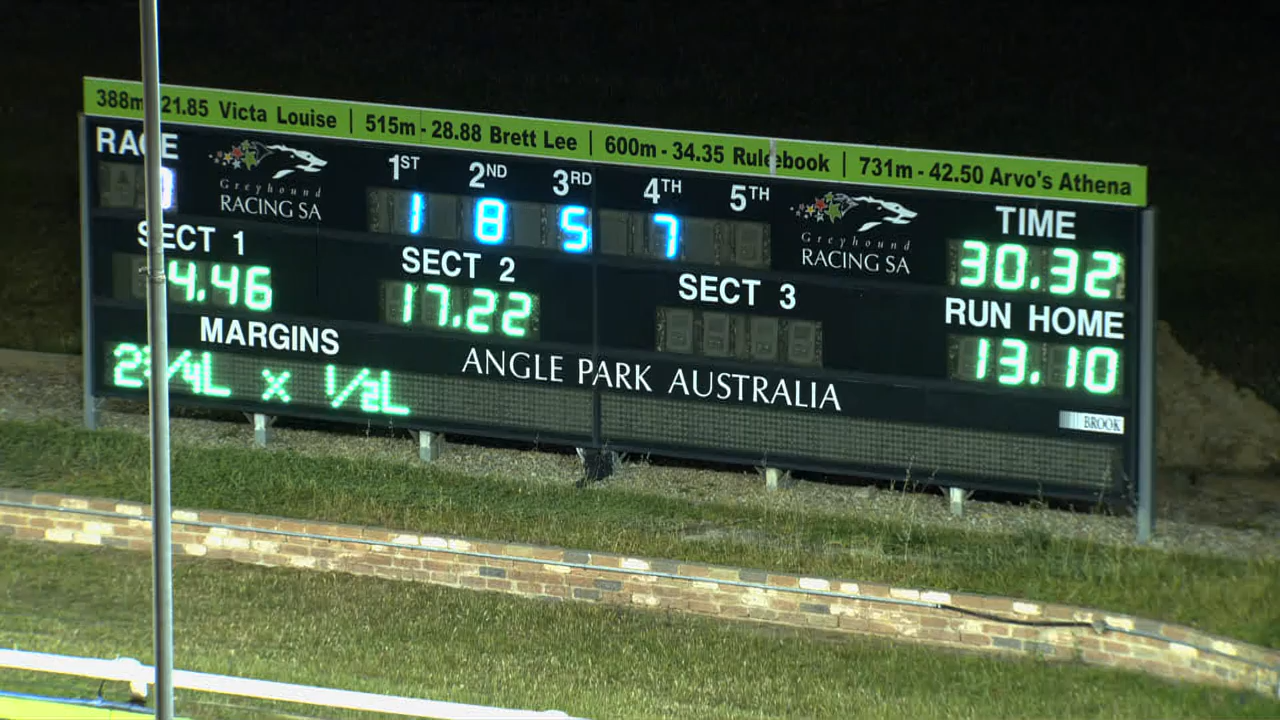 388m 21.85 Victa Louise | 515m - 28.88 Brett Lee | 600m - 34.35 Rulebook | 731m - 42.50 Arvo's Athena
RACE
Greyhound
RACING SA
1ST 2ND 3RD 4TH 5TH
1 8 5 7
Greyhound
RACING SA
TIME
30.32
SECT 1
4.46
SECT 2
17.22
SECT 3
RUN HOME
13.10
MARGINS
ANGLE PARK AUSTRALIA
x 1/2L
BROOK